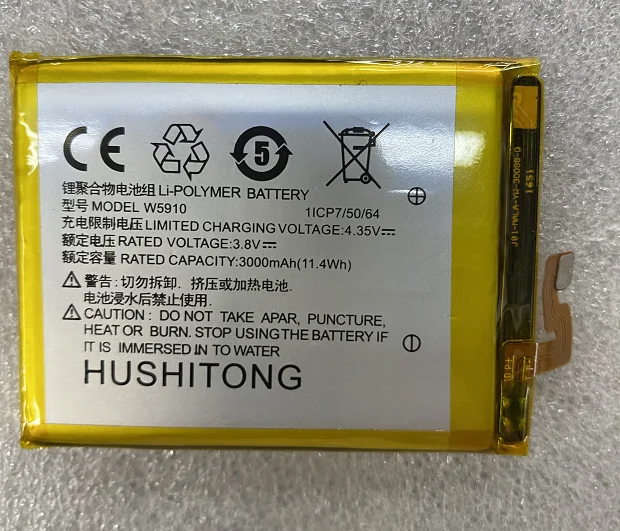 CE
5
锂聚合物电池组 Li-POLYMER BATTERY
型号 MODEL W5910 1ICP7/50/64
充电限制电压 LIMITED CHARGING VOLTAGE:4.35V⎓
额定电压 RATED VOLTAGE:3.8V⎓
额定容量 RATED CAPACITY:3000mAh(11.4Wh)
警告: 切勿拆卸. 挤压或加热电池.
电池浸水后禁止使用.
CAUTION : DO NOT TAKE APAR, PUNCTURE,
HEAT OR BURN. STOP USING THE BATTERY IF
IT IS IMMERSED IN TO WATER
HUSHITONG
1651
P+